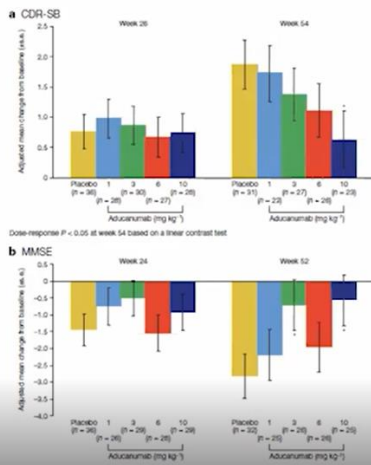 a CDR-SB
Week 26 Week 54
Adjusted mean change from baseline (±s.e.)
2.5
2.0
1.5
1.0
0.5
0
Placebo 1 3 6 10 Placebo 1 3 6 10
(n = 36) (n = 30) (n = 28) (n = 31) (n = 27) (n = 23)
(n = 26) (n = 27) (n = 26)
Aducanumab (mg kg⁻¹) Aducanumab (mg kg⁻¹)
Dose-response P < 0.05 at week 54 based on a linear contrast test
b MMSE
Week 24 Week 52
Adjusted mean change from baseline (±s.e.)
0.5
0
−0.5
−1.0
−1.5
−2.0
−2.5
−3.0
−3.5
−4.0
Placebo 1 3 6 10 Placebo 1 3 6 10
(n = 36) (n = 29) (n = 29) (n = 32) (n = 26) (n = 25)
(n = 26) (n = 26) (n = 25) (n = 26)
Aducanumab (mg kg⁻¹) Aducanumab (mg kg⁻¹)